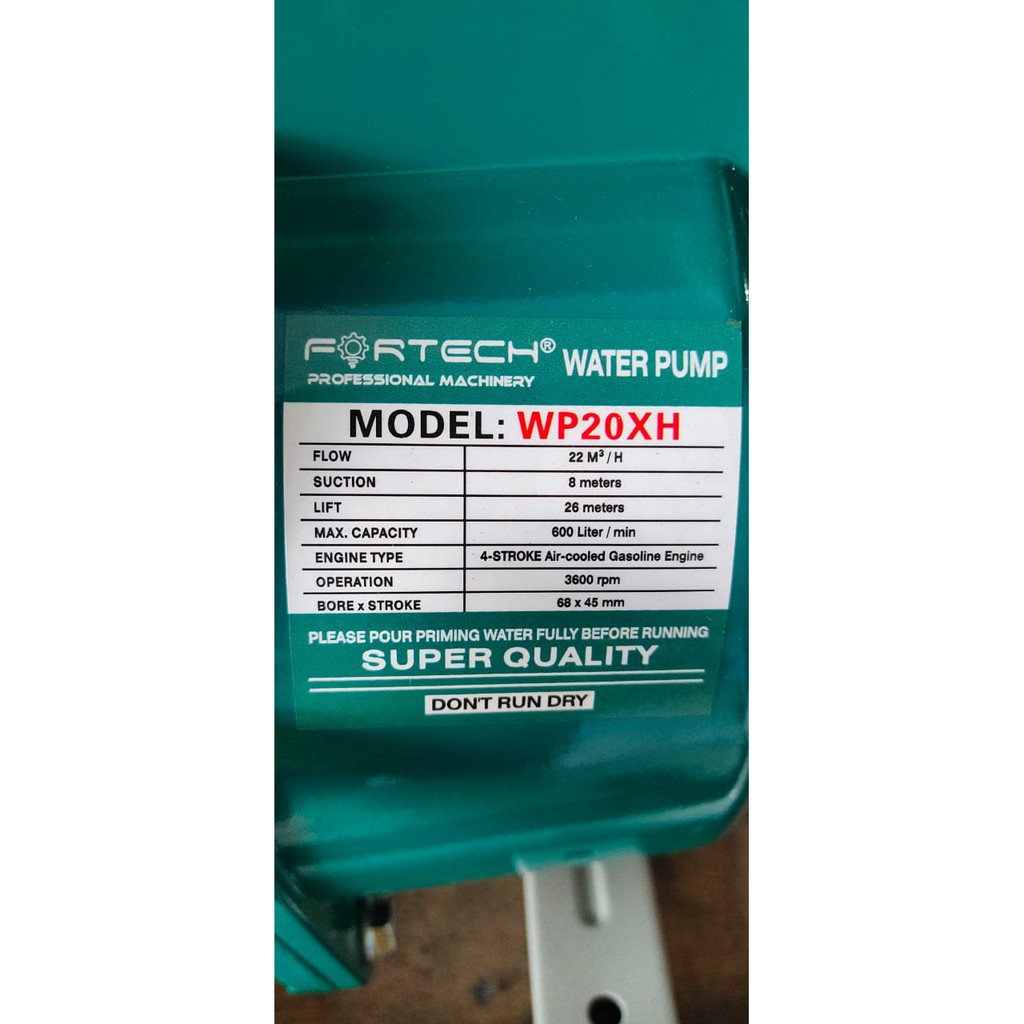 FORTECH® WATER PUMP
PROFESSIONAL MACHINERY
MODEL: WP20XH
FLOW 22 M³ / H
SUCTION 8 meters
LIFT 26 meters
MAX. CAPACITY 600 Liter / min
ENGINE TYPE 4-STROKE Air-cooled Gasoline Engine
OPERATION 3600 rpm
BORE x STROKE 68 x 45 mm
PLEASE POUR PRIMING WATER FULLY BEFORE RUNNING
SUPER QUALITY
DON'T RUN DRY